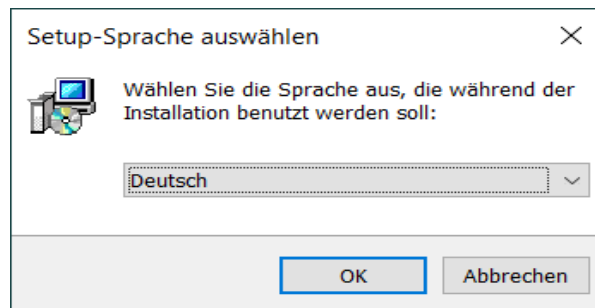 Setup-Sprache auswählen
Wählen Sie die Sprache aus, die während der
Installation benutzt werden soll:
Deutsch
OK Abbrechen